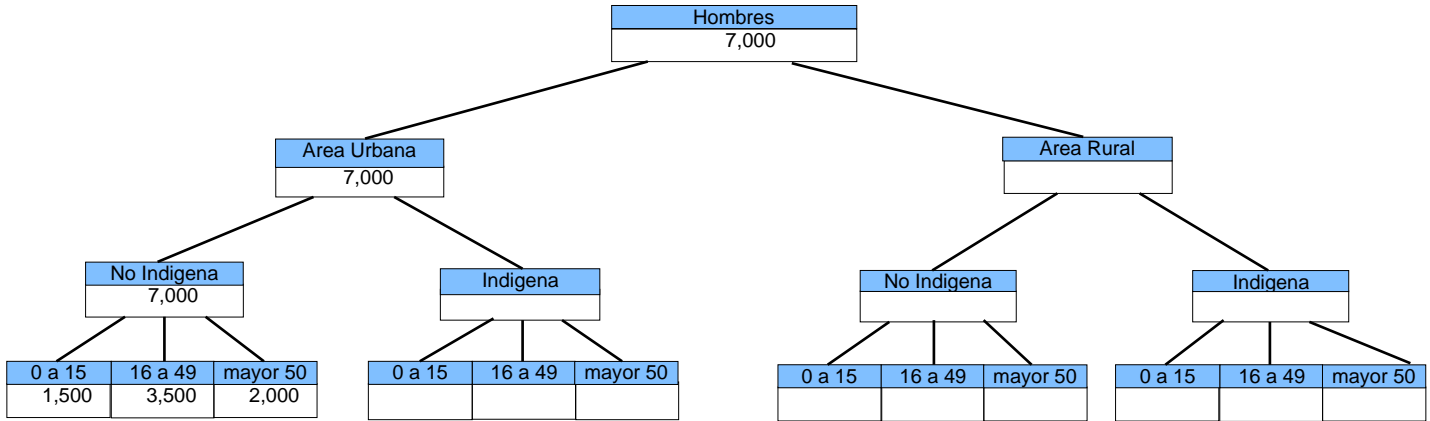 Hombres
7,000
Area Urbana
7,000
Area Rural
No Indigena
7,000
Indigena
No Indigena
Indigena
0 a 15 16 a 49 mayor 50
1,500 3,500 2,000
0 a 15 16 a 49 mayor 50
0 a 15 16 a 49 mayor 50
0 a 15 16 a 49 mayor 50